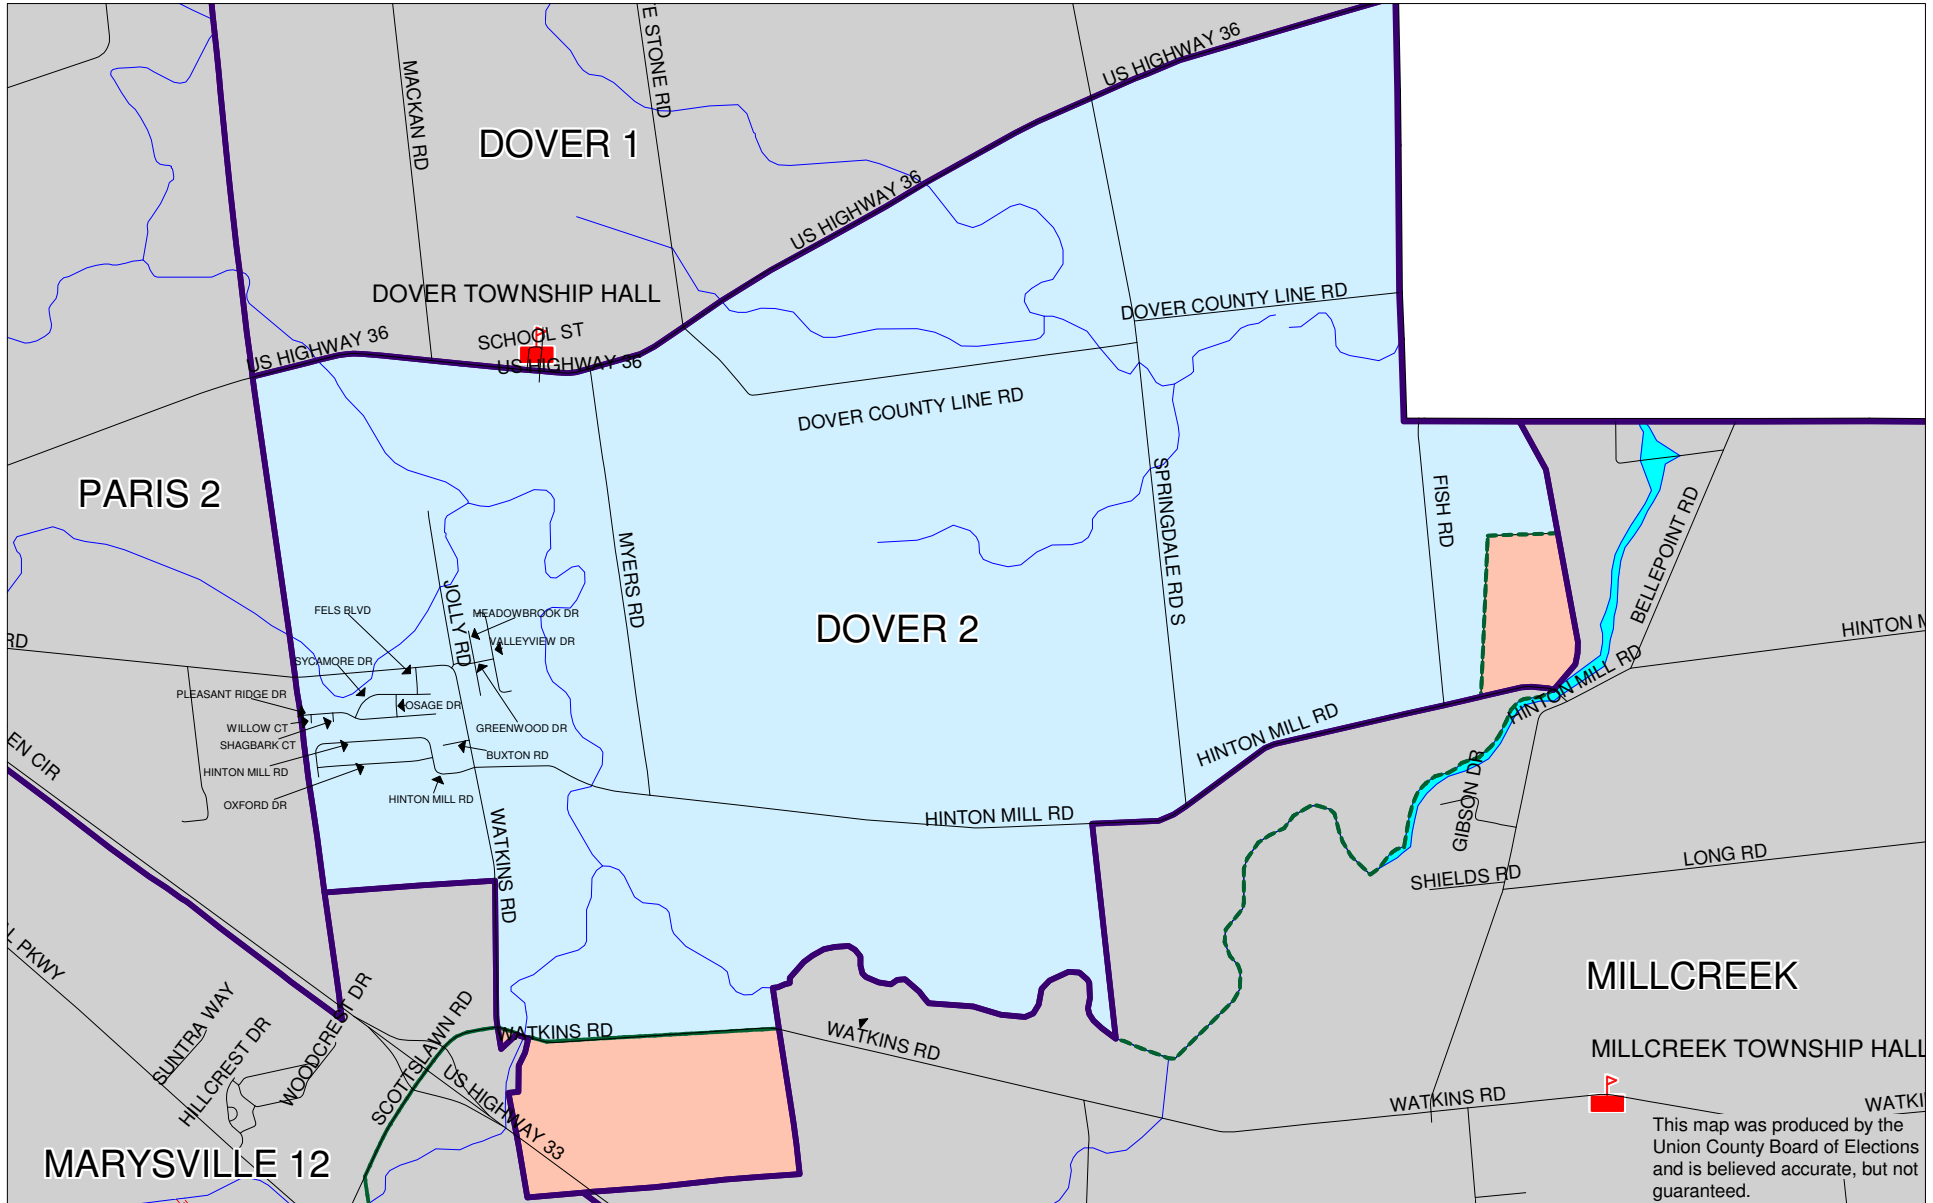 US HIGHWAY 36
E STONE RD
MACKAN RD
DOVER 1
US HIGHWAY 36
DOVER TOWNSHIP HALL
DOVER COUNTY LINE RD
SCHOOL ST
US HIGHWAY 36
US HIGHWAY 36
DOVER COUNTY LINE RD
PARIS 2
SPRINGDALE RD S
FISH RD
BELLEPOINT RD
MYERS RD
JOLLY RD
FELS BLVD
MEADOWBROOK DR
DOVER 2
HINTON M
RD
VALLEYVIEW DR
SYCAMORE DR
HINTON MILL RD
PLEASANT RIDGE DR
OSAGE DR
WILLOW CT
GREENWOOD DR
HINTON MILL RD
SHAGBARK CT
EN CIR
BUXTON RD
HINTON MILL RD
HINTON MILL RD
OXFORD DR
GIBSON DR
HINTON MILL RD
WATKINS RD
LONG RD
SHIELDS RD
L PKWY
MILLCREEK
SUNTRA WAY
WOODCREST DR
SCOTTSLAWN RD
WATKINS RD
WATKINS RD
HILLCREST DR
MILLCREEK TOWNSHIP HALL
US HIGHWAY 33
WATKINS RD
WATKI
MARYSVILLE 12
This map was produced by the
Union County Board of Elections
and is believed accurate, but not
guaranteed.